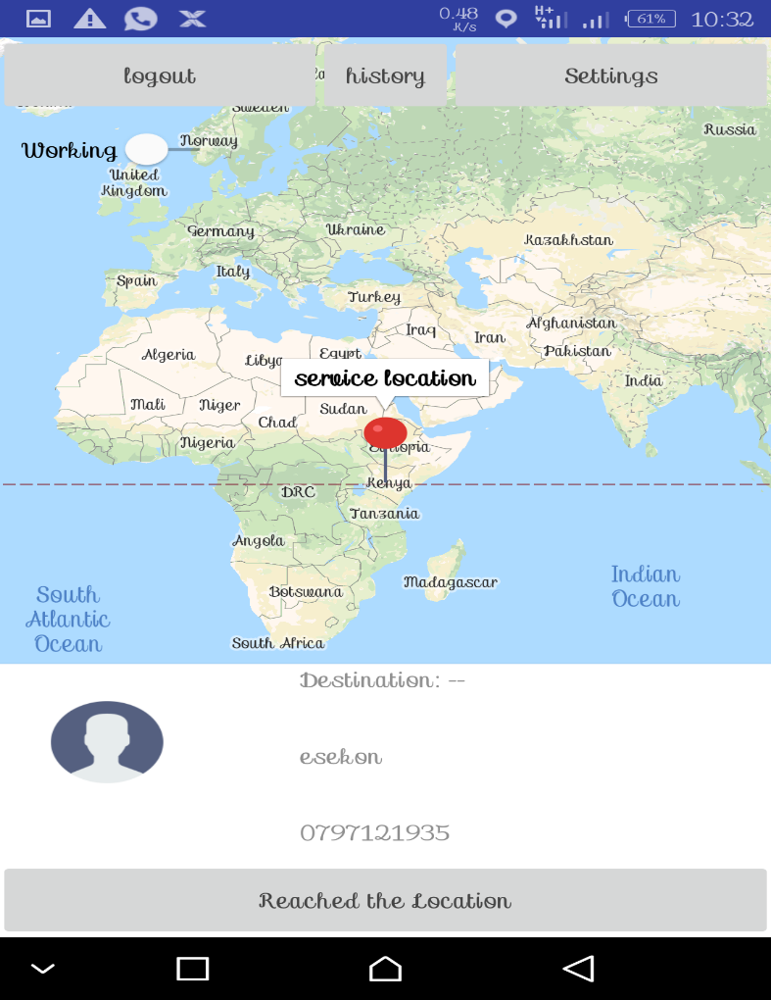 0.48 K/s H+ 61% 10:32
logout history Settings
Sweden
Russia
Working Norway
United
Kingdom
Germany Ukraine
Kazakhstan
Italy
Spain
Turkey
Iraq Iran Afghanistan
Algeria Libya Egypt Pakistan
service location
India
Mali Niger Sudan
Chad
Nigeria Ethiopia
Kenya
DRC
Tanzania
Angola
Madagascar
Indian
Ocean
Botswana
South
Atlantic
Ocean
South Africa
Destination: --
esekon
0797121935
Reached the Location